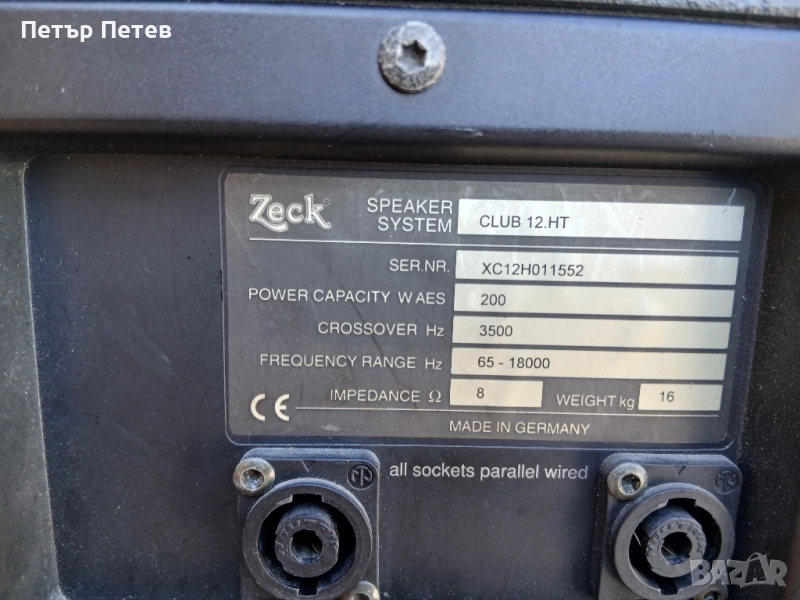 Петър Петев
Zeck® SPEAKER SYSTEM CLUB 12.HT
SER.NR. XC12H011552
POWER CAPACITY W AES 200
CROSSOVER Hz 3500
FREQUENCY RANGE Hz 65 - 18000
IMPEDANCE Ω 8 WEIGHT kg 16
CE MADE IN GERMANY
all sockets parallel wired
BAZAR